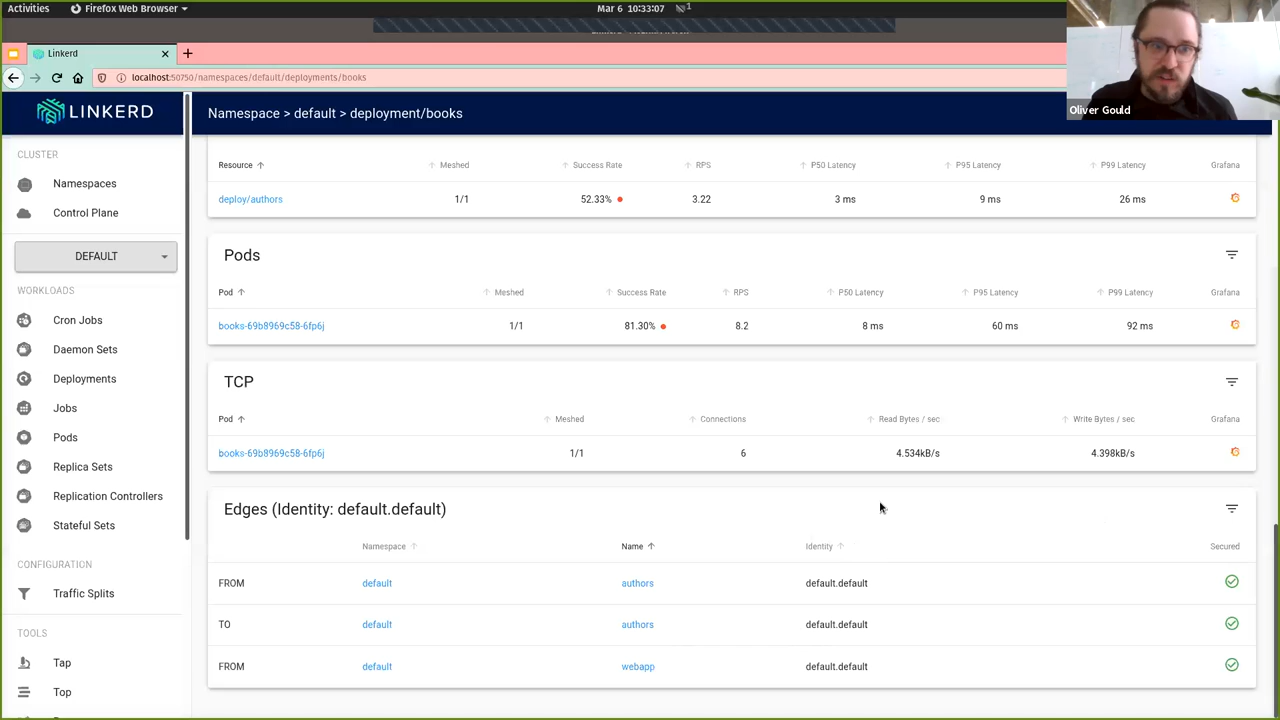 Activities Firefox Web Browser Mar 6 10:33:07 1
Linkerd
localhost:50750/namespaces/default/deployments/books
Oliver Gould
LINKERD
Namespace > default > deployment/books
CLUSTER
Namespaces
Control Plane
DEFAULT
WORKLOADS
Cron Jobs
Daemon Sets
Deployments
Jobs
Pods
Replica Sets
Replication Controllers
Stateful Sets
CONFIGURATION
Traffic Splits
TOOLS
Tap
Top
Resource Meshed Success Rate RPS P50 Latency P95 Latency P99 Latency Grafana
deploy/authors 1/1 52.33% 3.22 3 ms 9 ms 26 ms
Pods
Pod Meshed Success Rate RPS P50 Latency P95 Latency P99 Latency Grafana
books-69b8969c58-6fp6j 1/1 81.30% 8.2 8 ms 60 ms 92 ms
TCP
Pod Meshed Connections Read Bytes / sec Write Bytes / sec Grafana
books-69b8969c58-6fp6j 1/1 6 4.534kB/s 4.398kB/s
Edges (Identity: default.default)
Namespace Name Identity Secured
FROM default authors default.default
TO default authors default.default
FROM default webapp default.default